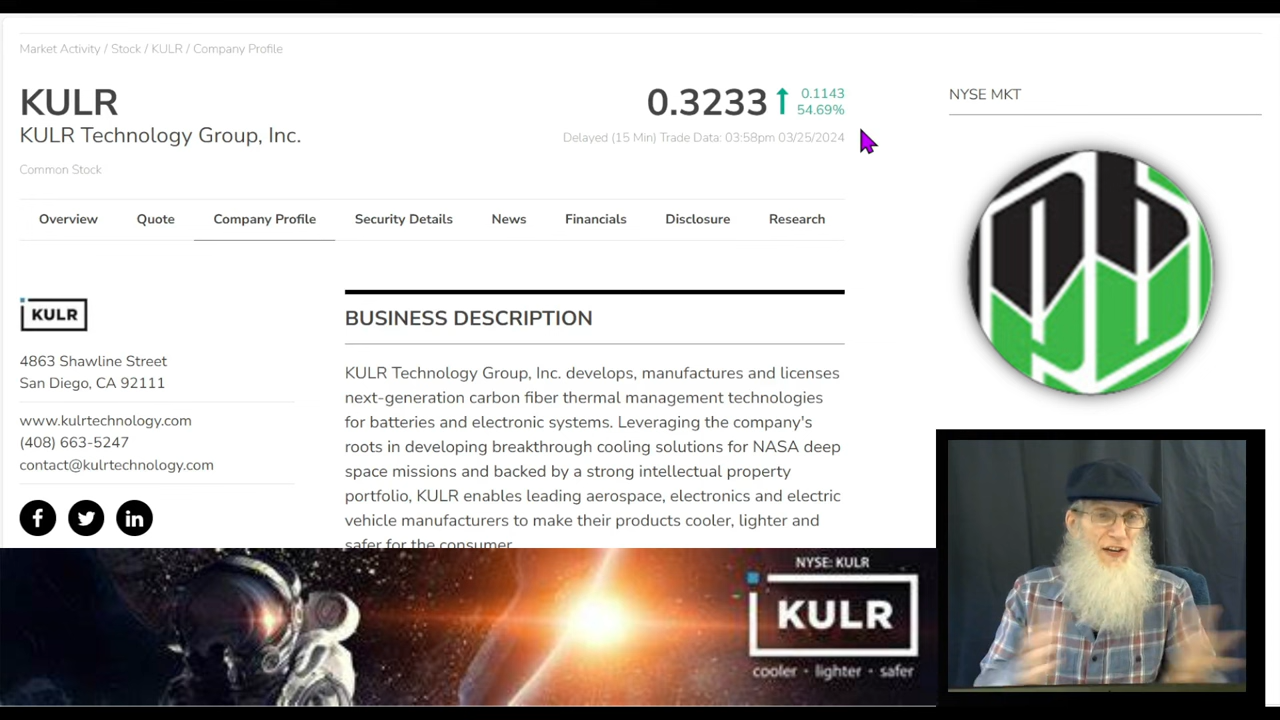 Market Activity / Stock / KULR / Company Profile
KULR
KULR Technology Group, Inc.
Common Stock
0.3233
0.1143
54.69%
Delayed (15 Min) Trade Data: 03:58pm 03/25/2024
NYSE MKT
Overview
Quote
Company Profile
Security Details
News
Financials
Disclosure
Research
KULR
4863 Shawline Street
San Diego, CA 92111
www.kulrtechnology.com
(408) 663-5247
contact@kulrtechnology.com
BUSINESS DESCRIPTION
KULR Technology Group, Inc. develops, manufactures and licenses
next-generation carbon fiber thermal management technologies
for batteries and electronic systems. Leveraging the company's
roots in developing breakthrough cooling solutions for NASA deep
space missions and backed by a strong intellectual property
portfolio, KULR enables leading aerospace, electronics and electric
vehicle manufacturers to make their products cooler, lighter and
safer for the consumer.
NYSE: KULR
KULR
cooler · lighter · safer